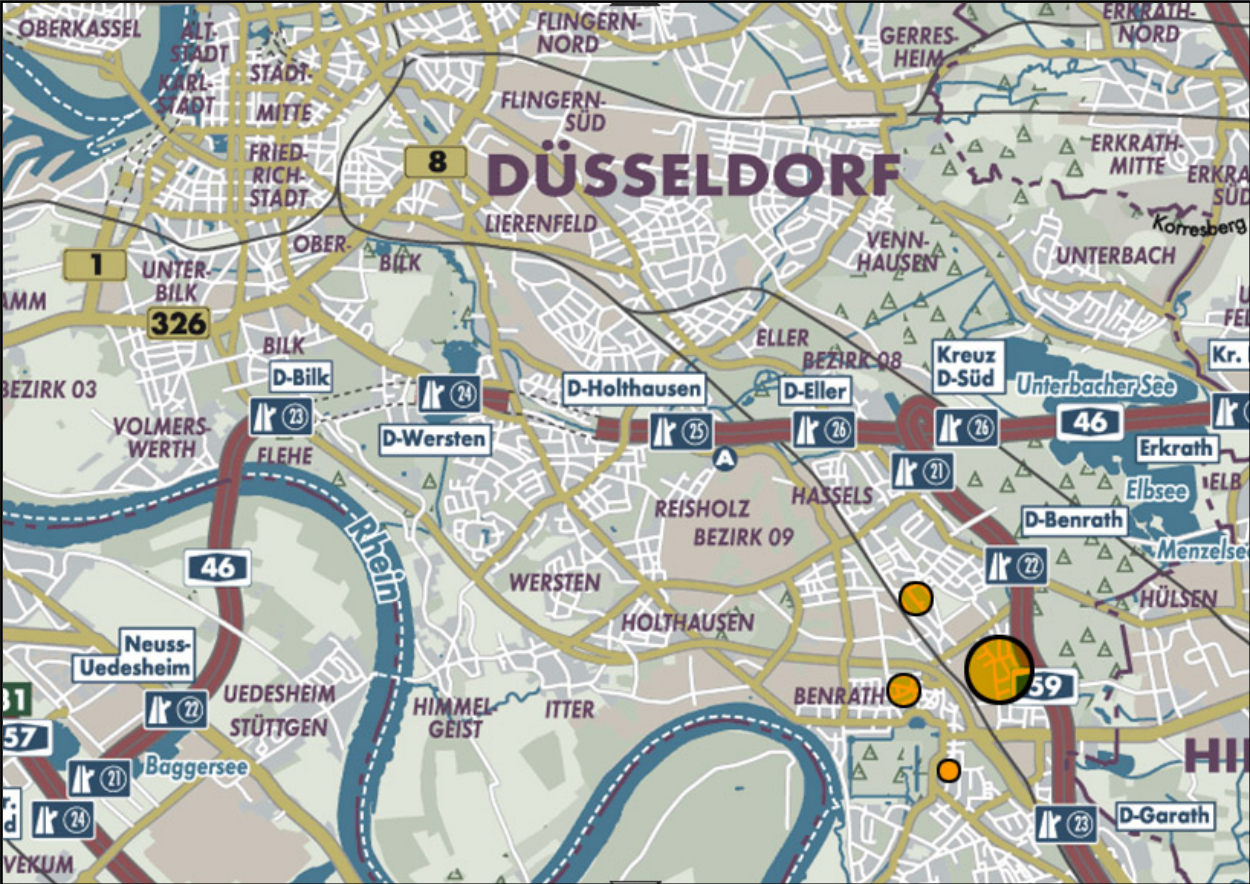 OBERKASSEL
ALT-
STADT
KARL-
STADT
STADT-
MITTE
FLINGERN-
NORD
GERRES-
HEIM
ERKRATH-
NORD
FLINGERN-
SÜD
FRIED-
RICH-
STADT
8
DÜSSELDORF
ERKRATH-
MITTE
ERKRA
SÜD
LIERENFELD
Korresberg
OBER-
BILK
VENN-
HAUSEN
UNTERBACH
1
UNTER-
BILK
AMM
326
BILK
ELLER
BEZIRK 08
Kreuz
D-Süd
Kr.
D-Bilk
BEZIRK 03
D-Holthausen
D-Eller
Unterbacher See
24
23
VOLMERS-
WERTH
D-Wersten
25
26
26
46
Erkrath
FLEHE
A
21
ELB
Elbsee
HASSELS
REISHOLZ
BEZIRK 09
D-Benrath
Rhein
Menzelsee
46
22
WERSTEN
HÜLSEN
HOLTHAUSEN
Neuss-
Uedesheim
UEDESHEIM
STÜTTGEN
HIMMEL-
GEIST
ITTER
BENRATH
59
31
22
57
HI
Baggersee
21
24
23
D-Garath
VEKUM